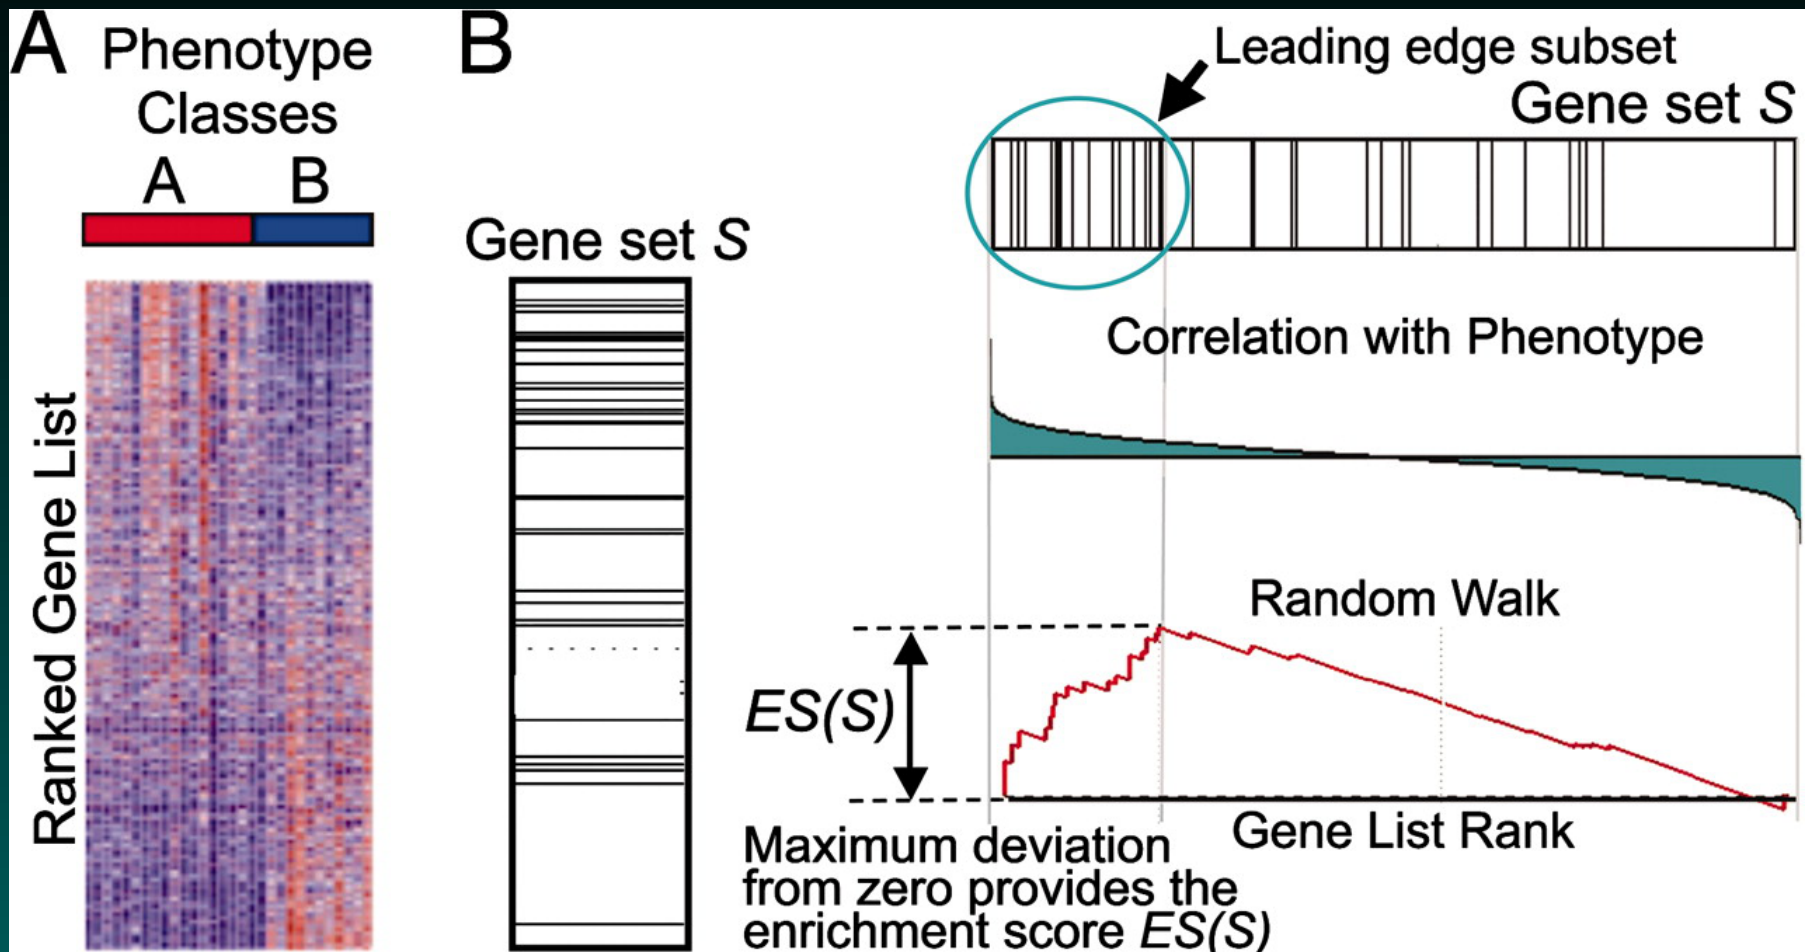 A
Phenotype
Classes
A B
Ranked Gene List
B
Gene set S
Leading edge subset
Gene set S
Correlation with Phenotype
Random Walk
ES(S)
Gene List Rank
Maximum deviation
from zero provides the
enrichment score ES(S)